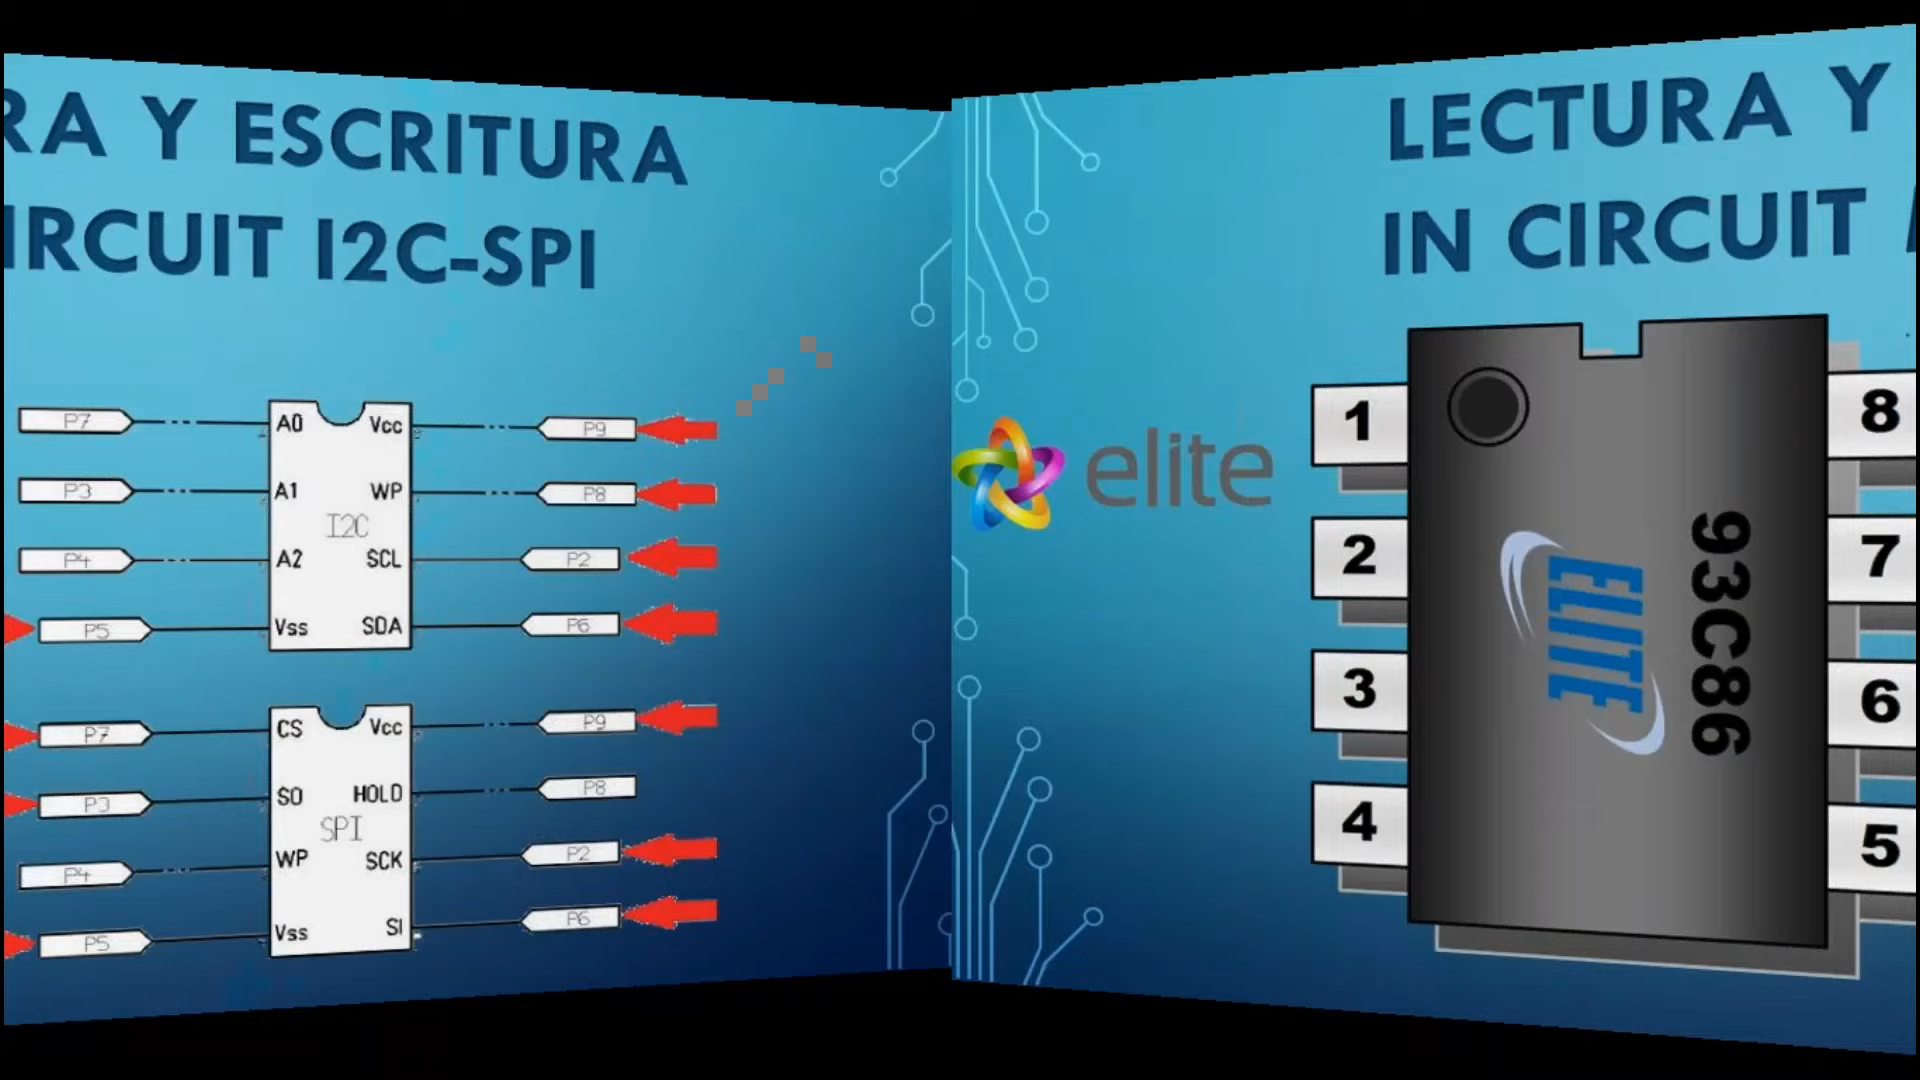 RA Y ESCRITURA
IRCUIT I2C-SPI
P7 A0 Vcc P9
P3 A1 WP P8
I2C
P4 A2 SCL P2
P5 Vss SDA P6
P7 CS Vcc P9
P3 SO HOLD P8
SPI
P4 WP SCK P2
P5 Vss SI P6
LECTURA Y
IN CIRCUIT
elite
1 8
2 7
3 6
4 5
ELITE
93C86